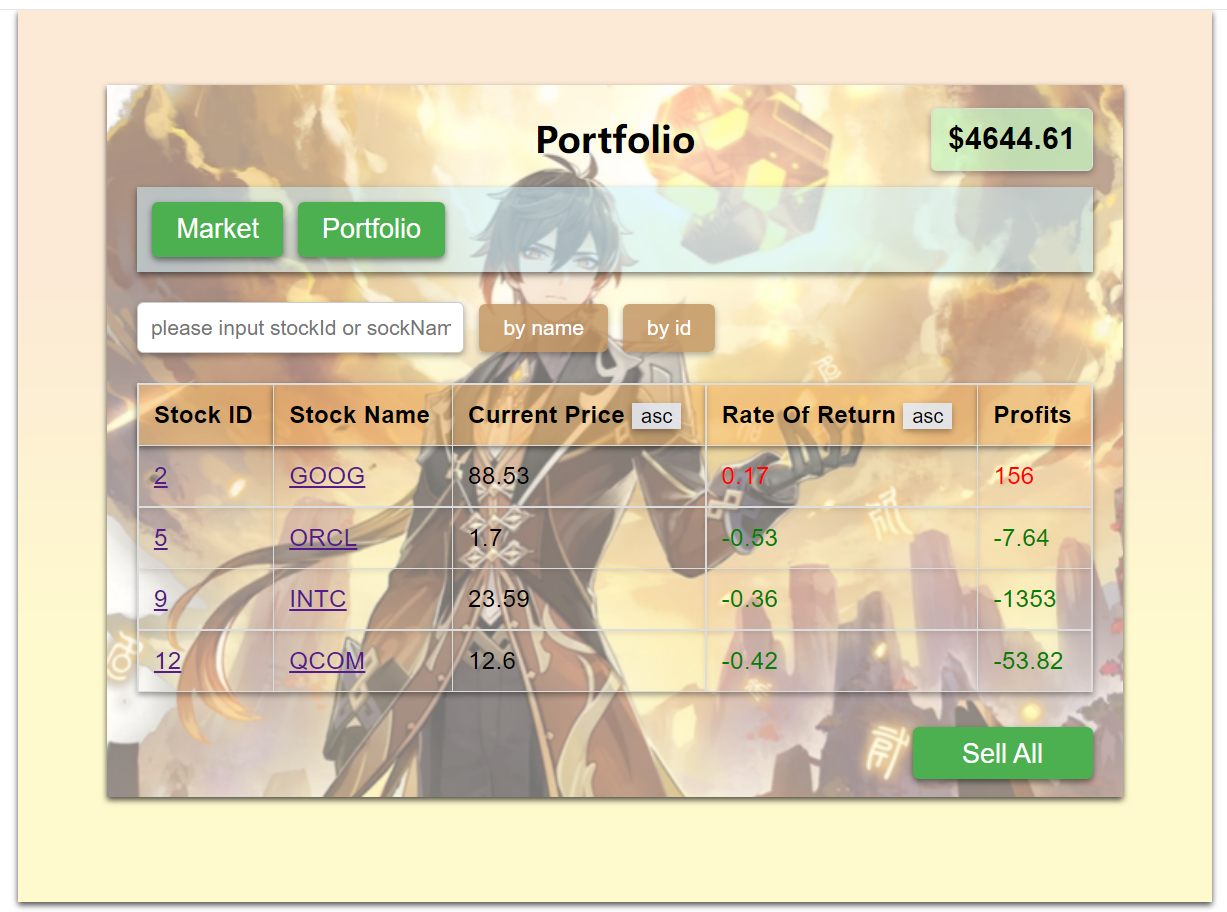 Portfolio
$4644.61
Market Portfolio
please input stockId or sockNam by name by id
Stock ID Stock Name Current Price asc Rate Of Return asc Profits
2 GOOG 88.53 0.17 156
5 ORCL 1.7 -0.53 -7.64
9 INTC 23.59 -0.36 -1353
12 QCOM 12.6 -0.42 -53.82
Sell All